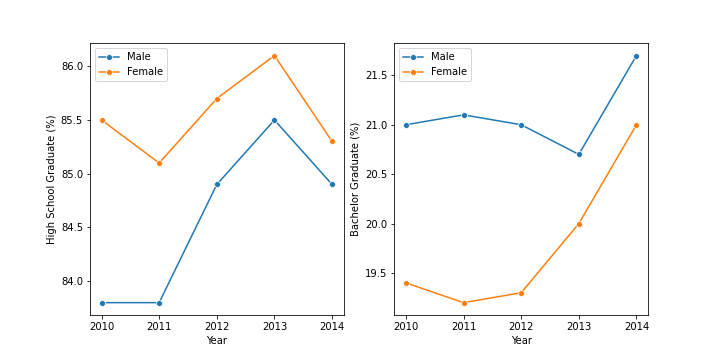 Male
Female
High School Graduate (%)
86.0
85.5
85.0
84.5
84.0
2010 2011 2012 2013 2014
Year
Male
Female
Bachelor Graduate (%)
21.5
21.0
20.5
20.0
19.5
2010 2011 2012 2013 2014
Year